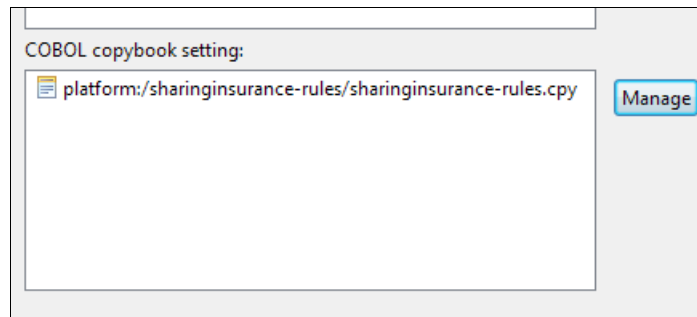 COBOL copybook setting:
platform:/sharinginsurance-rules/sharinginsurance-rules.cpy
Manage